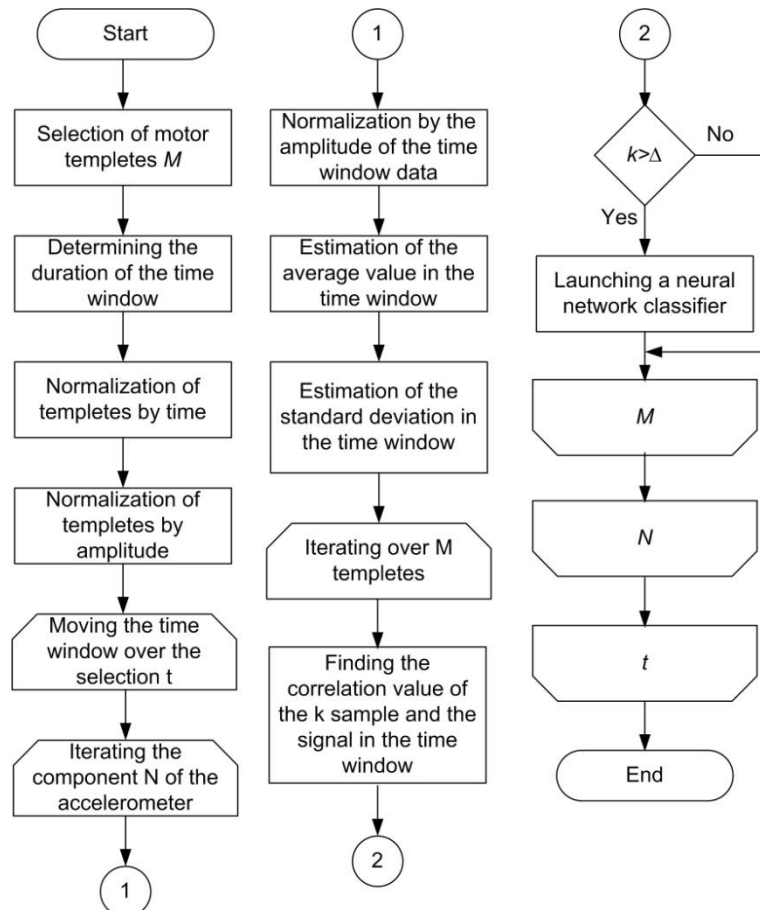 Start
Selection of motor
templetes M
Determining the
duration of the time
window
Normalization of
templetes by time
Normalization of
templetes by
amplitude
Moving the time
window over the
selection t
Iterating the
component N of the
accelerometer
1
1
Normalization by the
amplitude of the time
window data
Estimation of the
average value in the
time window
Estimation of the
standard deviation in
the time window
Iterating over M
templetes
Finding the
correlation value of
the k sample and the
signal in the time
window
2
2
k>Δ
No
Yes
Launching a neural
network classifier
M
N
t
End